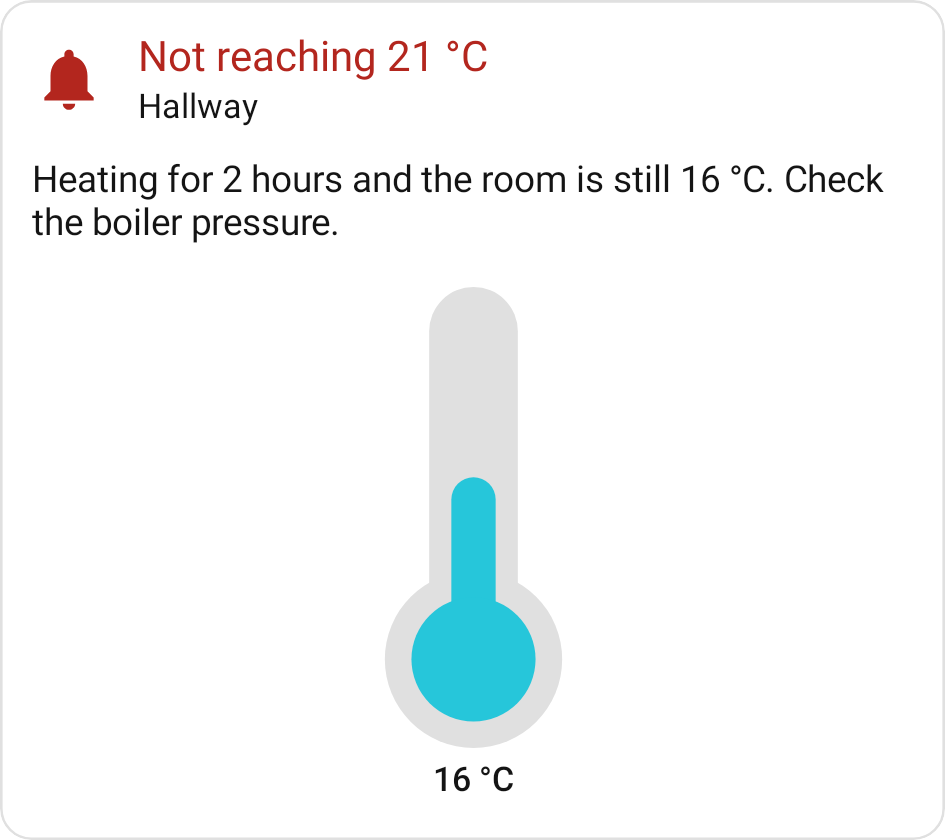 Not reaching 21 °C
Hallway
Heating for 2 hours and the room is still 16 °C. Check
the boiler pressure.
16 °C